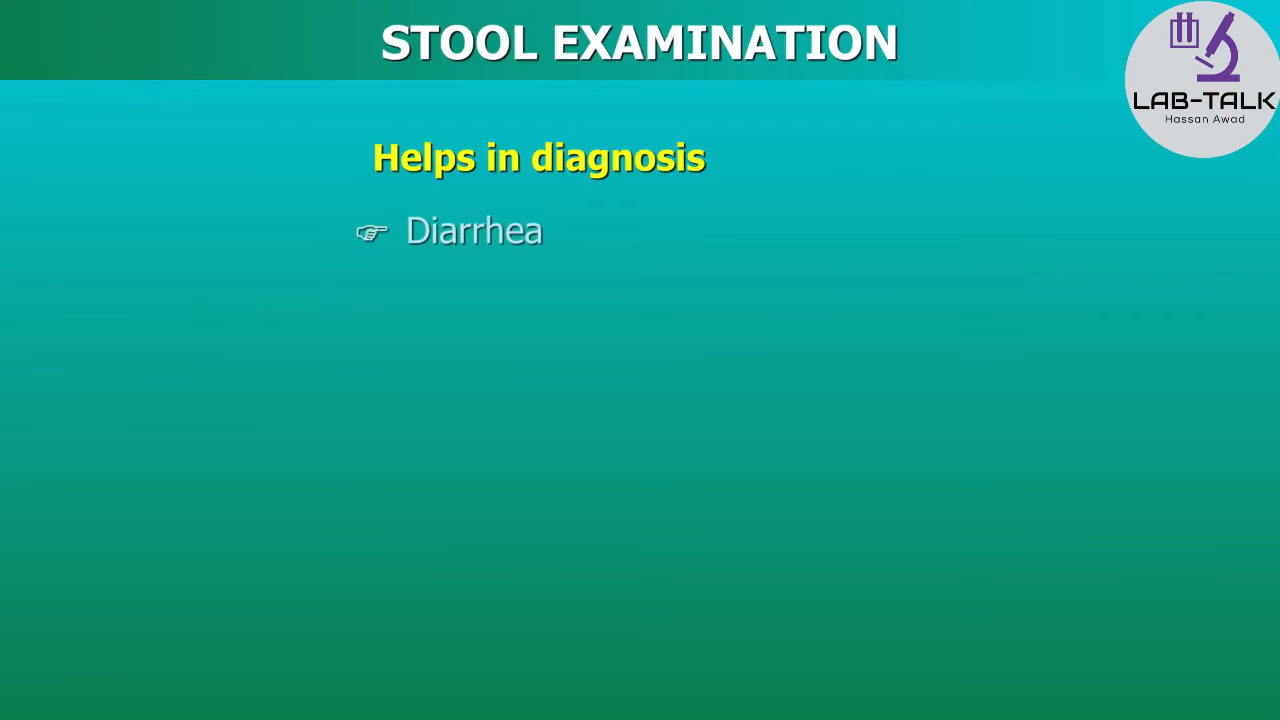 STOOL EXAMINATION
LAB-TALK
Hassan Awad
Helps in diagnosis
☞ Diarrhea